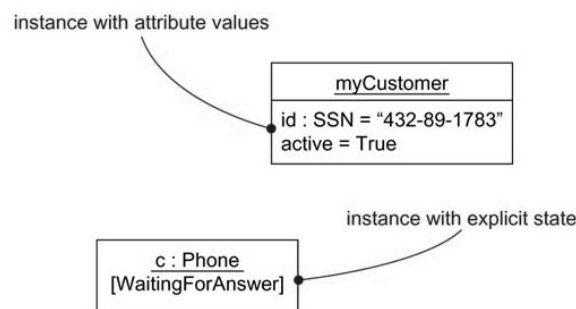 instance with attribute values
myCustomer
id : SSN = “432-89-1783”
active = True
instance with explicit state
c : Phone
[WaitingForAnswer]